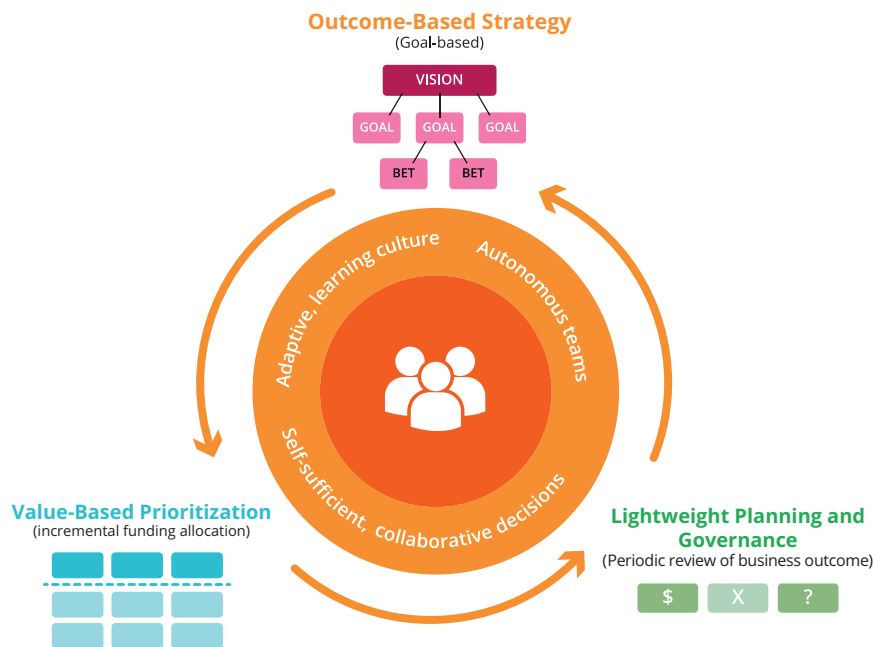 Outcome-Based Strategy
(Goal-based)
VISION
GOAL GOAL GOAL
BET BET
Adaptive, learning culture
Autonomous teams
Self-sufficient, collaborative decisions
Value-Based Prioritization
(incremental funding allocation)
Lightweight Planning and
Governance
(Periodic review of business outcome)
$ X ?